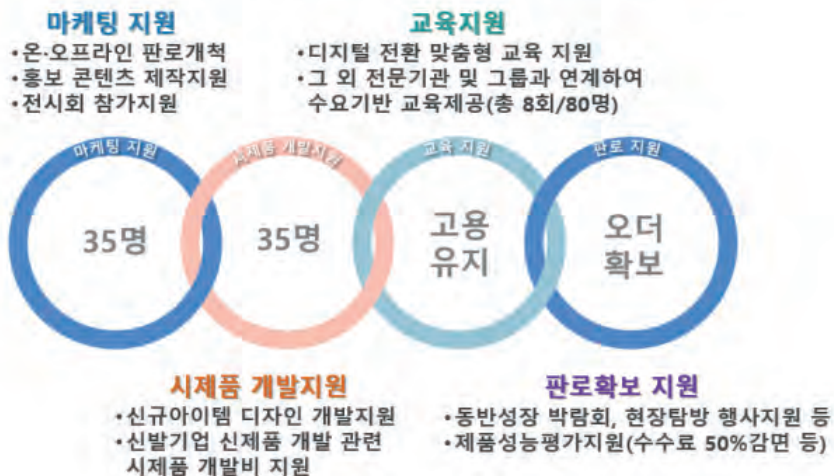 마케팅 지원
·온·오프라인 판로개척
·홍보 콘텐츠 제작지원
·전시회 참가지원
교육지원
·디지털 전환 맞춤형 교육 지원
·그 외 전문기관 및 그룹과 연계하여
수요기반 교육제공(총 8회/80명)
마케팅 지원
35명
시제품 개발지원
35명
교육 지원
고용
유지
판로 지원
오더
확보
시제품 개발지원
·신규아이템 디자인 개발지원
·신발기업 신제품 개발 관련
시제품 개발비 지원
판로확보 지원
·동반성장 박람회, 현장탐방 행사지원 등
·제품성능평가지원(수수료 50%감면 등)